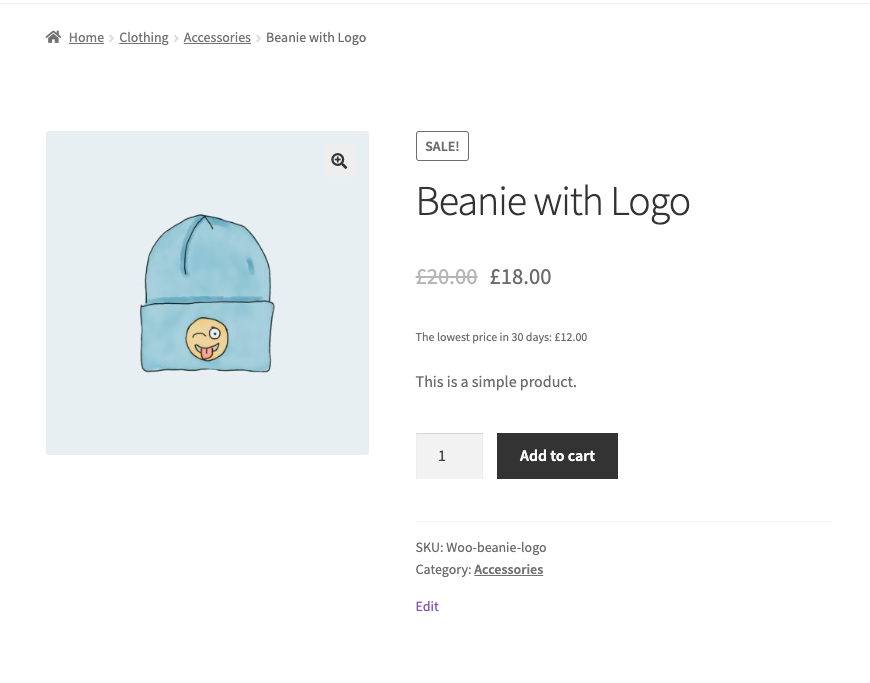 Home › Clothing › Accessories › Beanie with Logo
SALE!
Beanie with Logo
£20.00 £18.00
The lowest price in 30 days: £12.00
This is a simple product.
1 Add to cart
SKU: Woo-beanie-logo
Category: Accessories
Edit